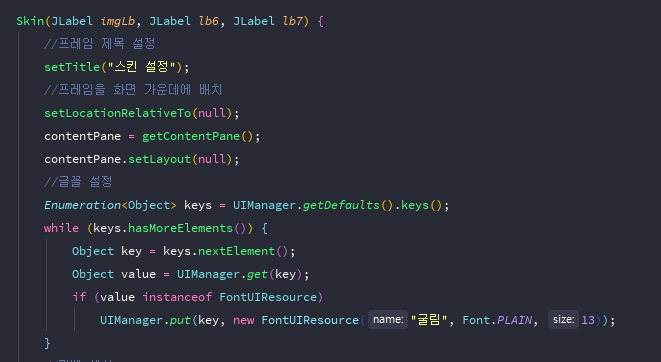 Skin(JLabel imgLb, JLabel lb6, JLabel lb7) {
//프레임 제목 설정
setTitle("스킨 설정");
//프레임을 화면 가운데에 배치
setLocationRelativeTo(null);
contentPane = getContentPane();
contentPane.setLayout(null);
//글꼴 설정
Enumeration<Object> keys = UIManager.getDefaults().keys();
while (keys.hasMoreElements()) {
Object key = keys.nextElement();
Object value = UIManager.get(key);
if (value instanceof FontUIResource)
UIManager.put(key, new FontUIResource( name: "굴림", Font.PLAIN, size: 13));
}